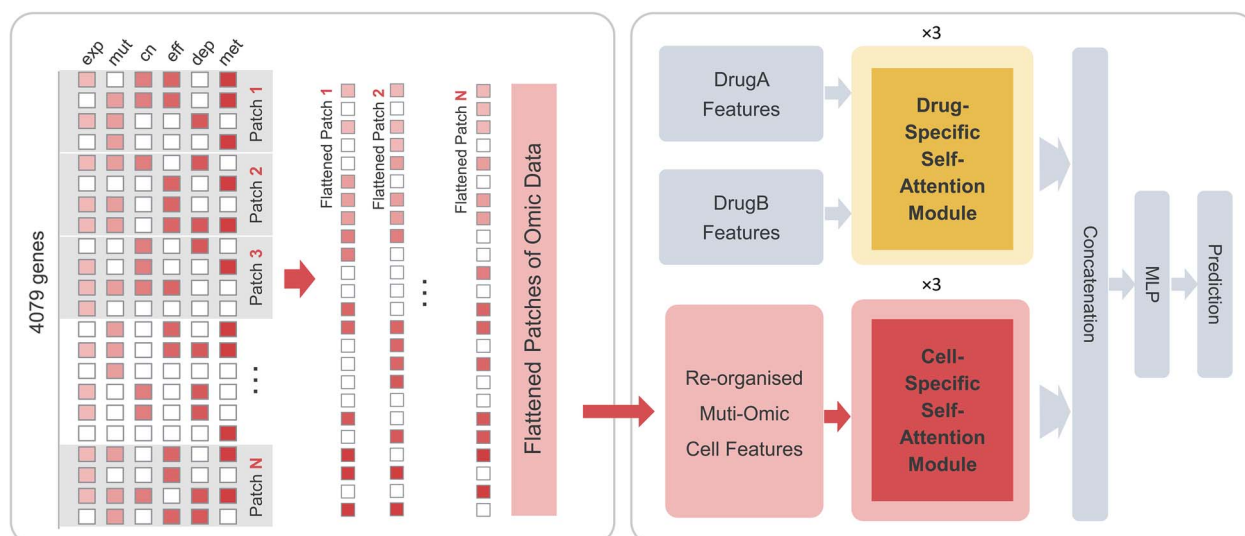 exp
mut
cn
eff
dep
met
4079 genes
Patch 1
Patch 2
Patch 3
...
Patch N
Flattened Patch 1
Flattened Patch 2
...
Flattened Patch N
Flattened Patches of Omic Data
DrugA
Features
DrugB
Features
Re-organised
Muti-Omic
Cell Features
×3
Drug-
Specific
Self-
Attention
Module
×3
Cell-
Specific
Self-
Attention
Module
Concatenation
MLP
Prediction